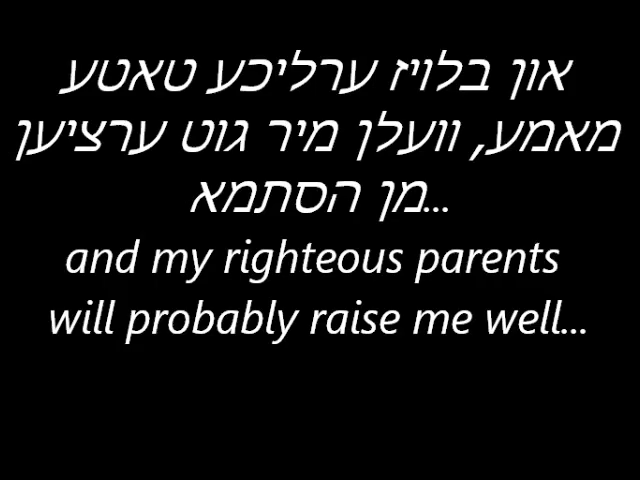 און בלויז ערליכע טאטע
מאמע, וועלן מיר גוט ערציען
מן הסתמא...
and my righteous parents
will probably raise me well...